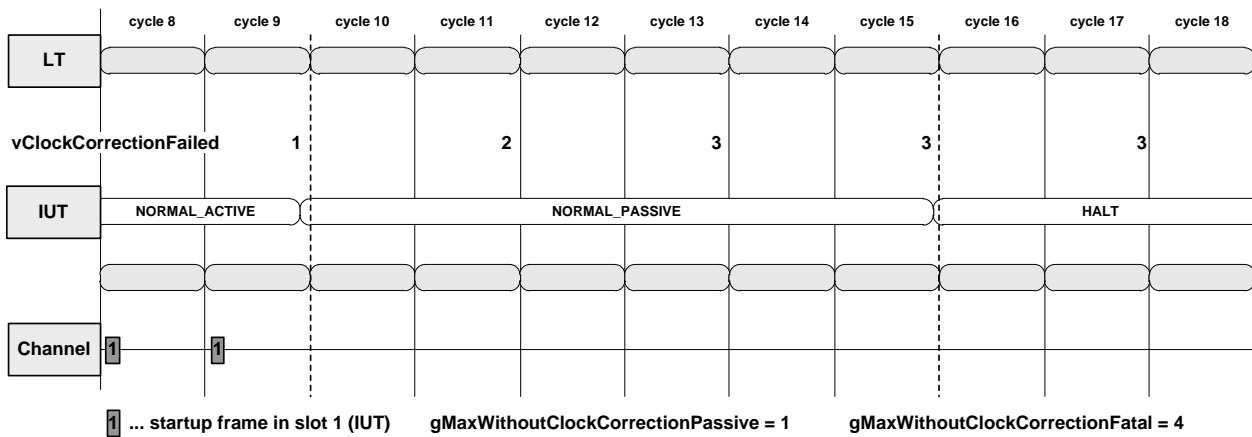 cycle 8 cycle 9 cycle 10 cycle 11 cycle 12 cycle 13 cycle 14 cycle 15 cycle 16 cycle 17 cycle 18
LT
vClockCorrectionFailed 1 2 3 3 3
IUT NORMAL_ACTIVE NORMAL_PASSIVE HALT
Channel 1 1
1 ... startup frame in slot 1 (IUT) gMaxWithoutClockCorrectionPassive = 1 gMaxWithoutClockCorrectionFatal = 4